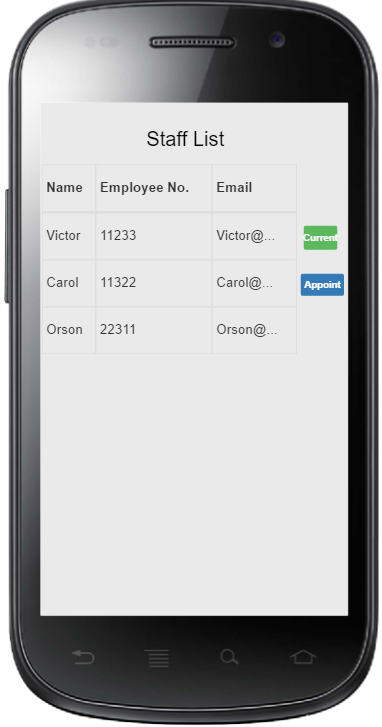 Staff List
Name Employee No. Email
Victor 11233 Victor@... Current
Carol 11322 Carol@... Appoint
Orson 22311 Orson@...